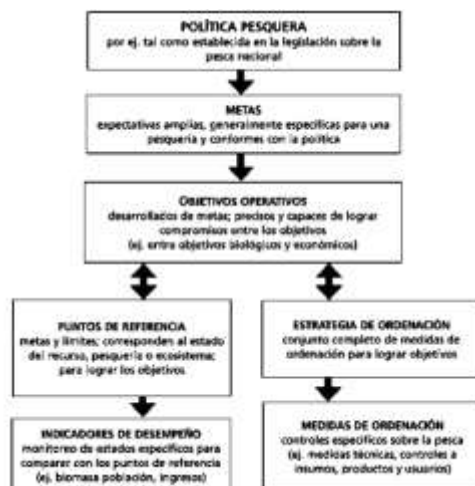 POLÍTICA PESQUERA
por ej. tal como establecida en la legislación sobre la
pesca nacional
METAS
expectativas amplias, generalmente específicas para una
pesquería y conformes con la política
OBJETIVOS OPERATIVOS
desarrollados de metas; precisos y capaces de lograr
compromisos entre los objetivos
(ej. entre objetivos biológicos y económicos)
PUNTOS DE REFERENCIA
metas y límites; corresponden al estado
del recurso, pesquería o ecosistema;
para lograr los objetivos
ESTRATEGIA DE ORDENACIÓN
conjunto completo de medidas de
ordenación para lograr objetivos
INDICADORES DE DESEMPEÑO
monitoreo de estados específicos para
comparar con los puntos de referencia
(ej. biomasa población, ingresos)
MEDIDAS DE ORDENACIÓN
controles específicos sobre la pesca
(ej. medidas técnicas, controles a
insumos, productos y usuarios)